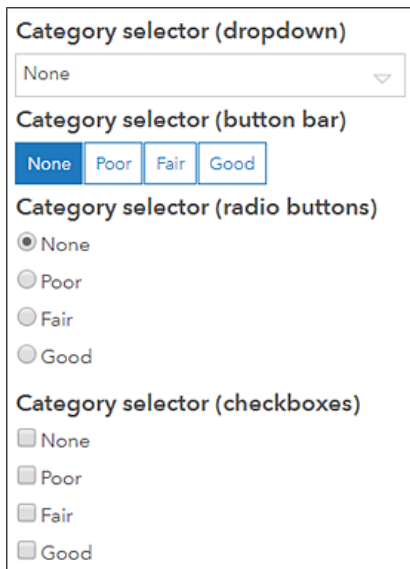 Category selector (dropdown)
None
Category selector (button bar)
None Poor Fair Good
Category selector (radio buttons)
None
Poor
Fair
Good
Category selector (checkboxes)
None
Poor
Fair
Good